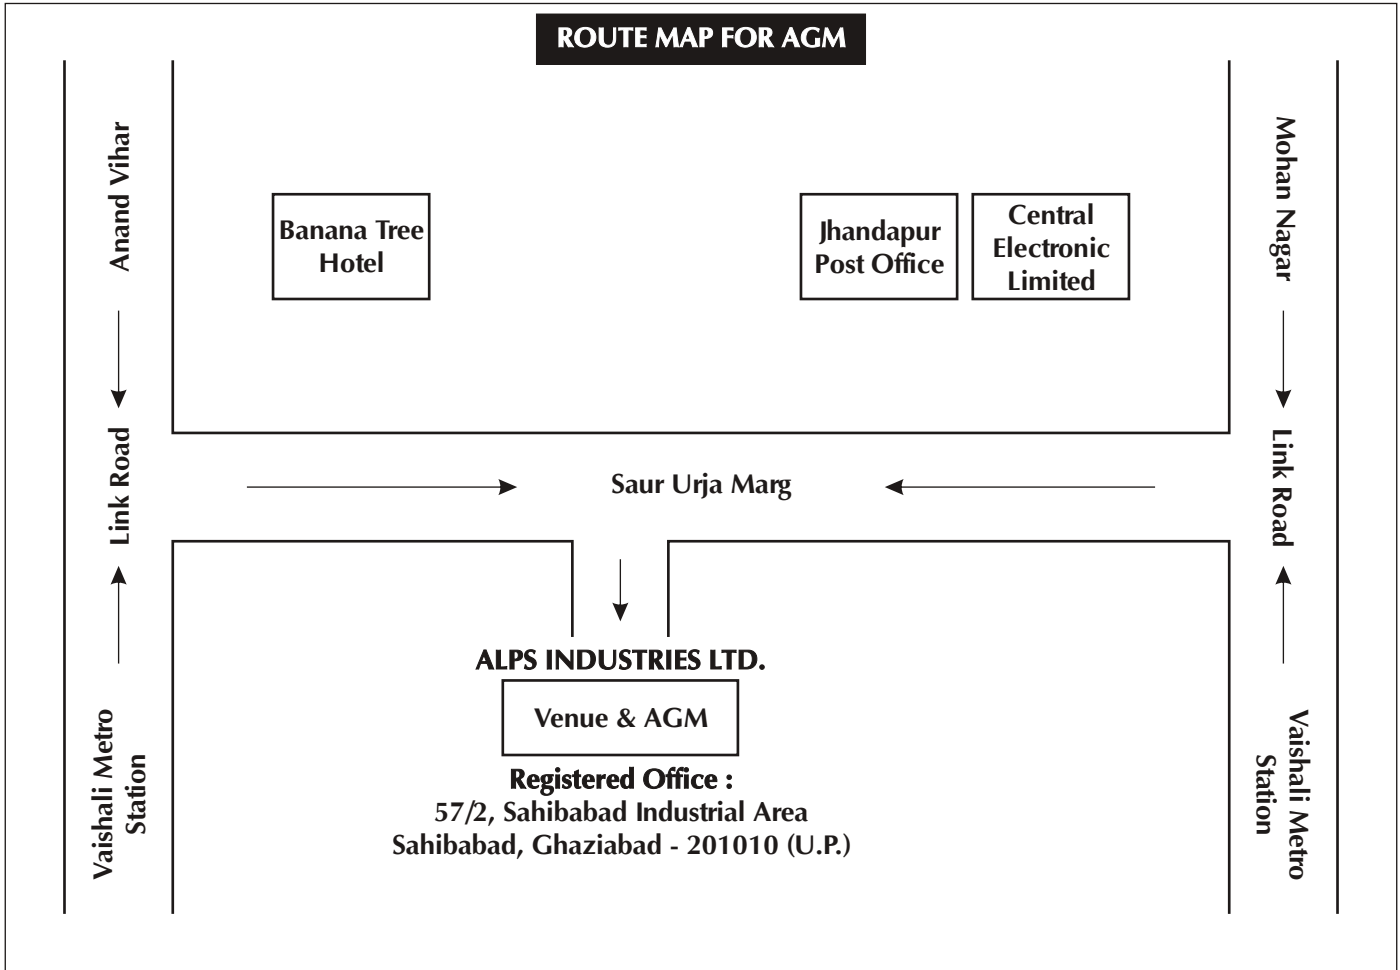 ROUTE MAP FOR AGM
Anand Vihar
Link Road
Vaishali Metro
Station
Banana Tree
Hotel
Jhandapur
Post Office
Central
Electronic
Limited
Mohan Nagar
Link Road
Vaishali Metro
Station
Saur Urja Marg
ALPS INDUSTRIES LTD.
Venue & AGM
Registered Office :
57/2, Sahibabad Industrial Area
Sahibabad, Ghaziabad - 201010 (U.P.)